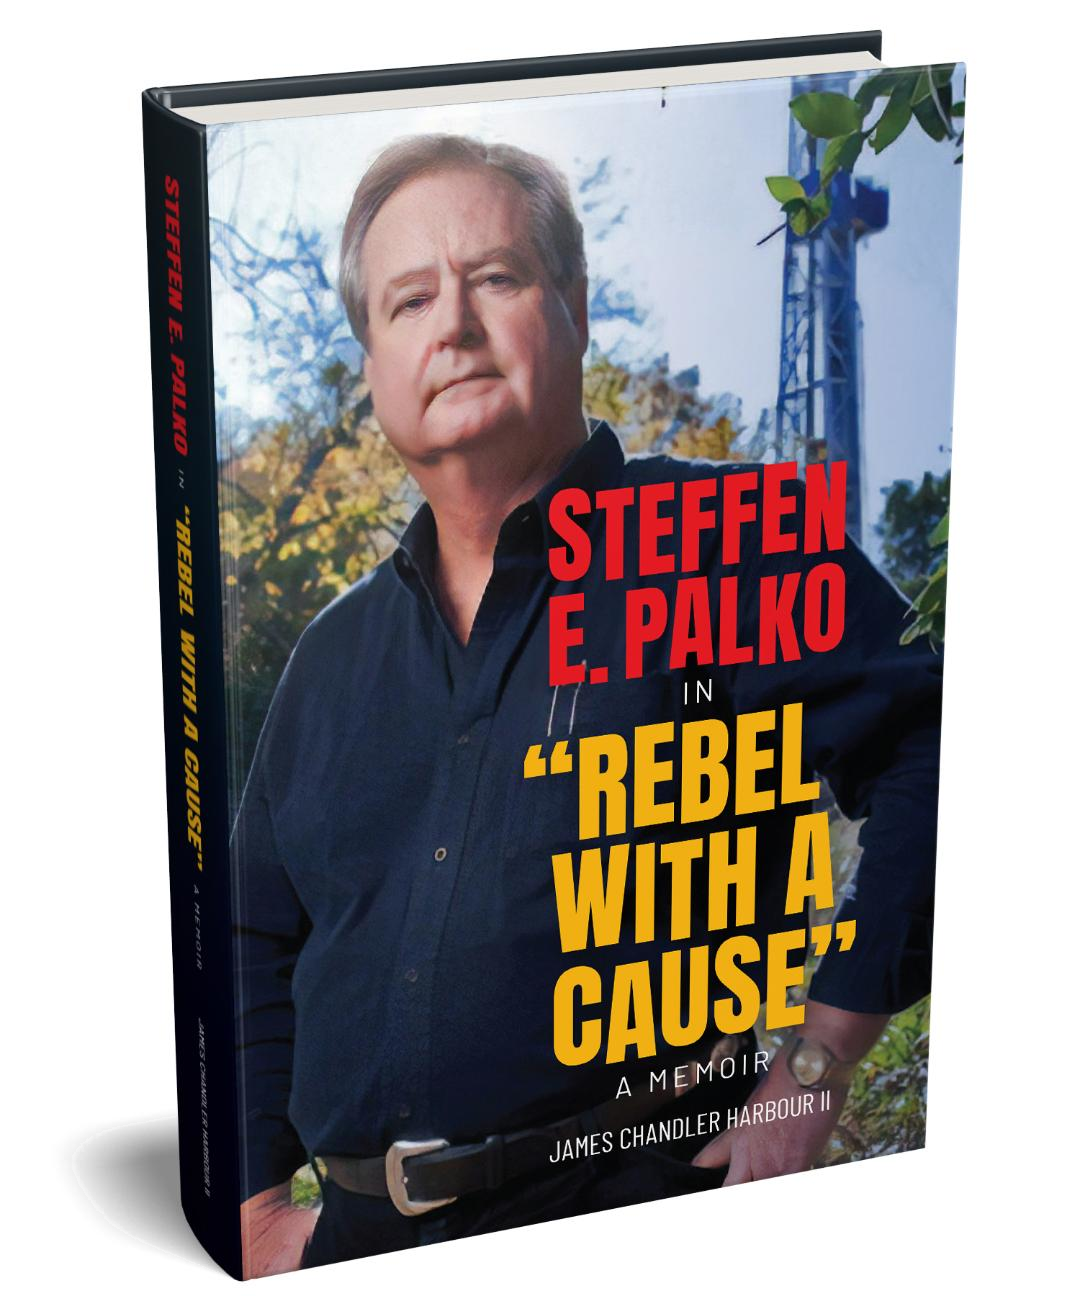 STEFFEN E. PALKO IN "REBEL WITH A CAUSE" A MEMOIR JAMES CHANDLER HARBOUR II
STEFFEN
E. PALKO
IN
“REBEL
WITH A
CAUSE”
A MEMOIR
JAMES CHANDLER HARBOUR II